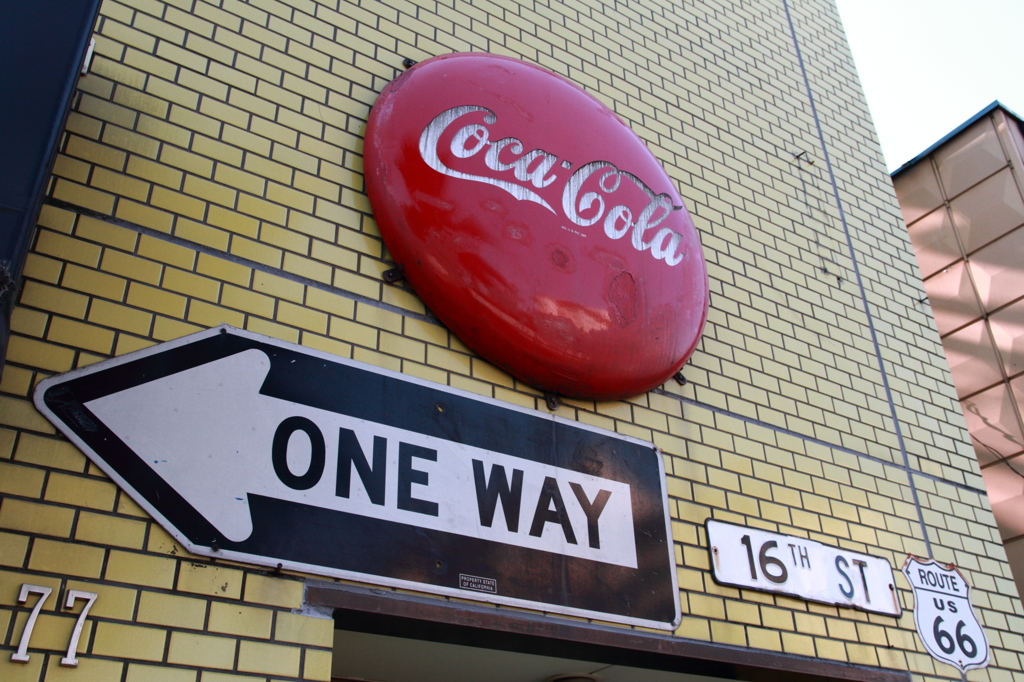 Coca-Cola
ONE WAY
PROPERTY STATE
OF CALIFORNIA
16TH ST
ROUTE
US
66
77